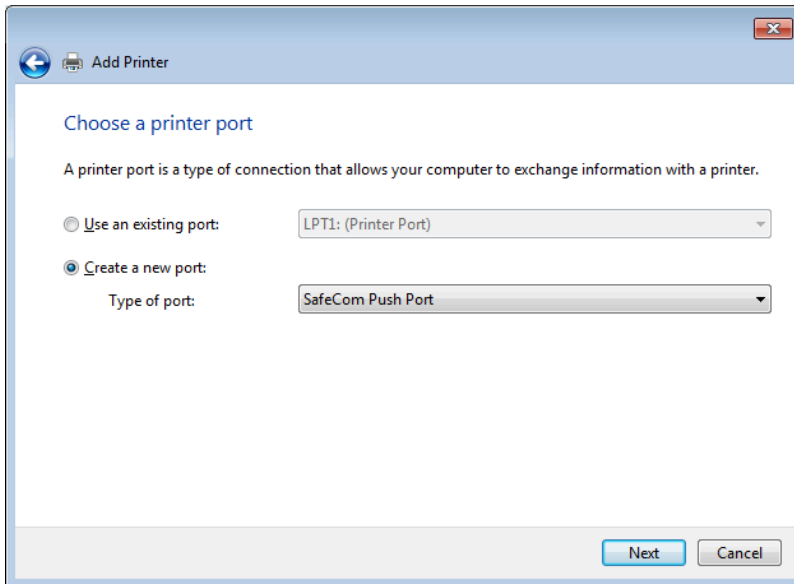 Add Printer
Choose a printer port
A printer port is a type of connection that allows your computer to exchange information with a printer.
Use an existing port: LPT1: (Printer Port)
Create a new port:
Type of port: SafeCom Push Port
Next Cancel